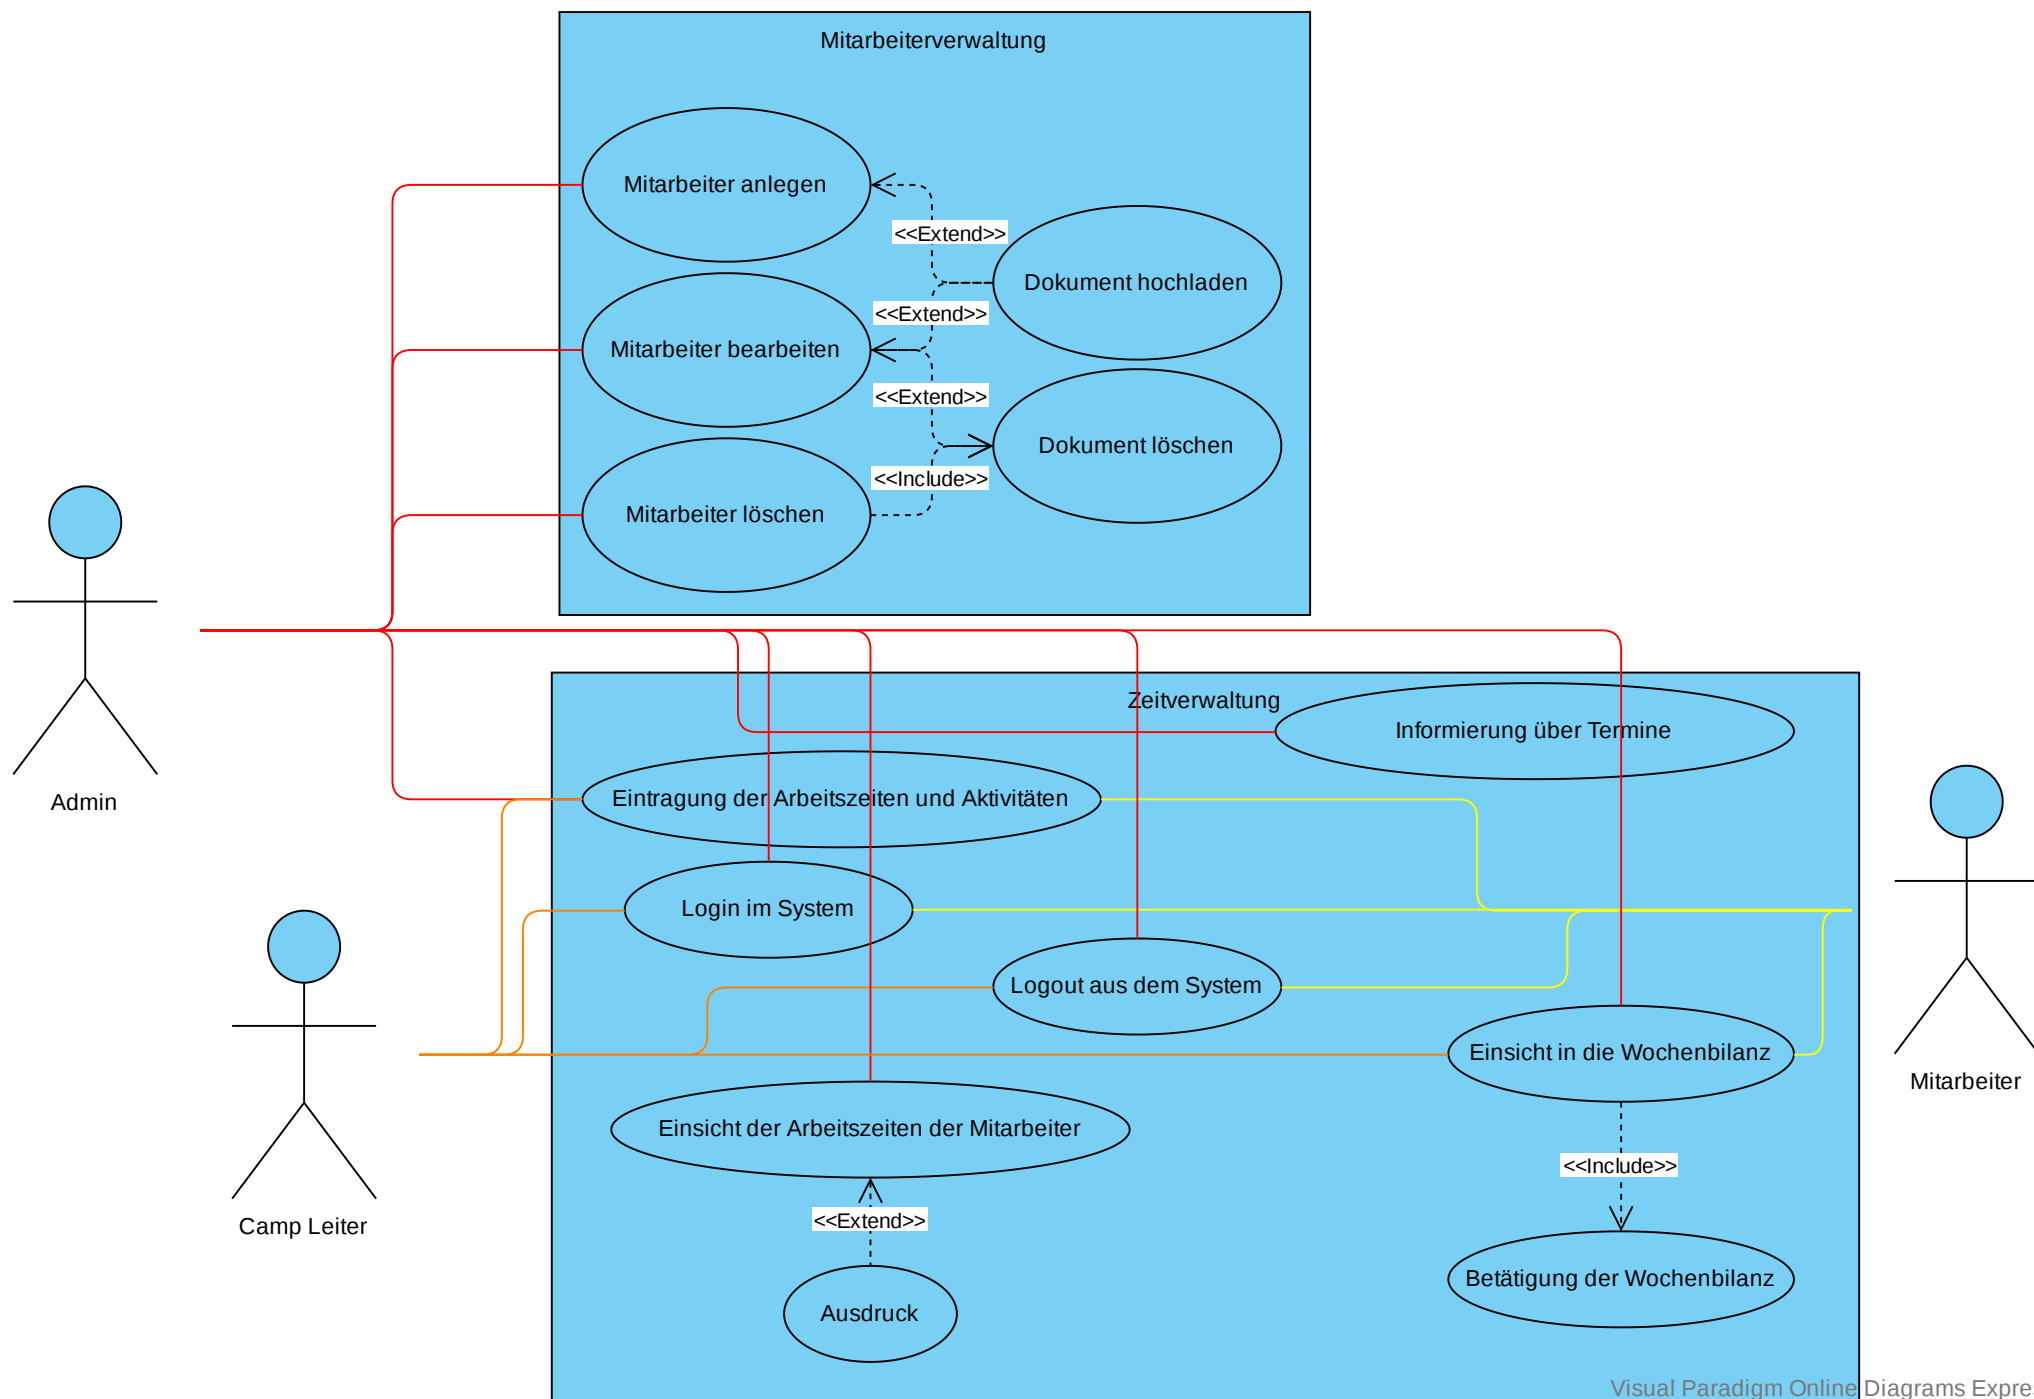 Mitarbeiterverwaltung
Mitarbeiter anlegen
<<Extend>>
Dokument hochladen
<<Extend>>
Mitarbeiter bearbeiten
<<Extend>>
Dokument löschen
<<Include>>
Mitarbeiter löschen
Admin
Zeitverwaltung
Informierung über Termine
Eintragung der Arbeitszeiten und Aktivitäten
Login im System
Logout aus dem System
Einsicht in die Wochenbilanz
Mitarbeiter
Einsicht der Arbeitszeiten der Mitarbeiter
<<Include>>
Camp Leiter
<<Extend>>
Betätigung der Wochenbilanz
Ausdruck
Visual Paradigm Online Diagrams Expre